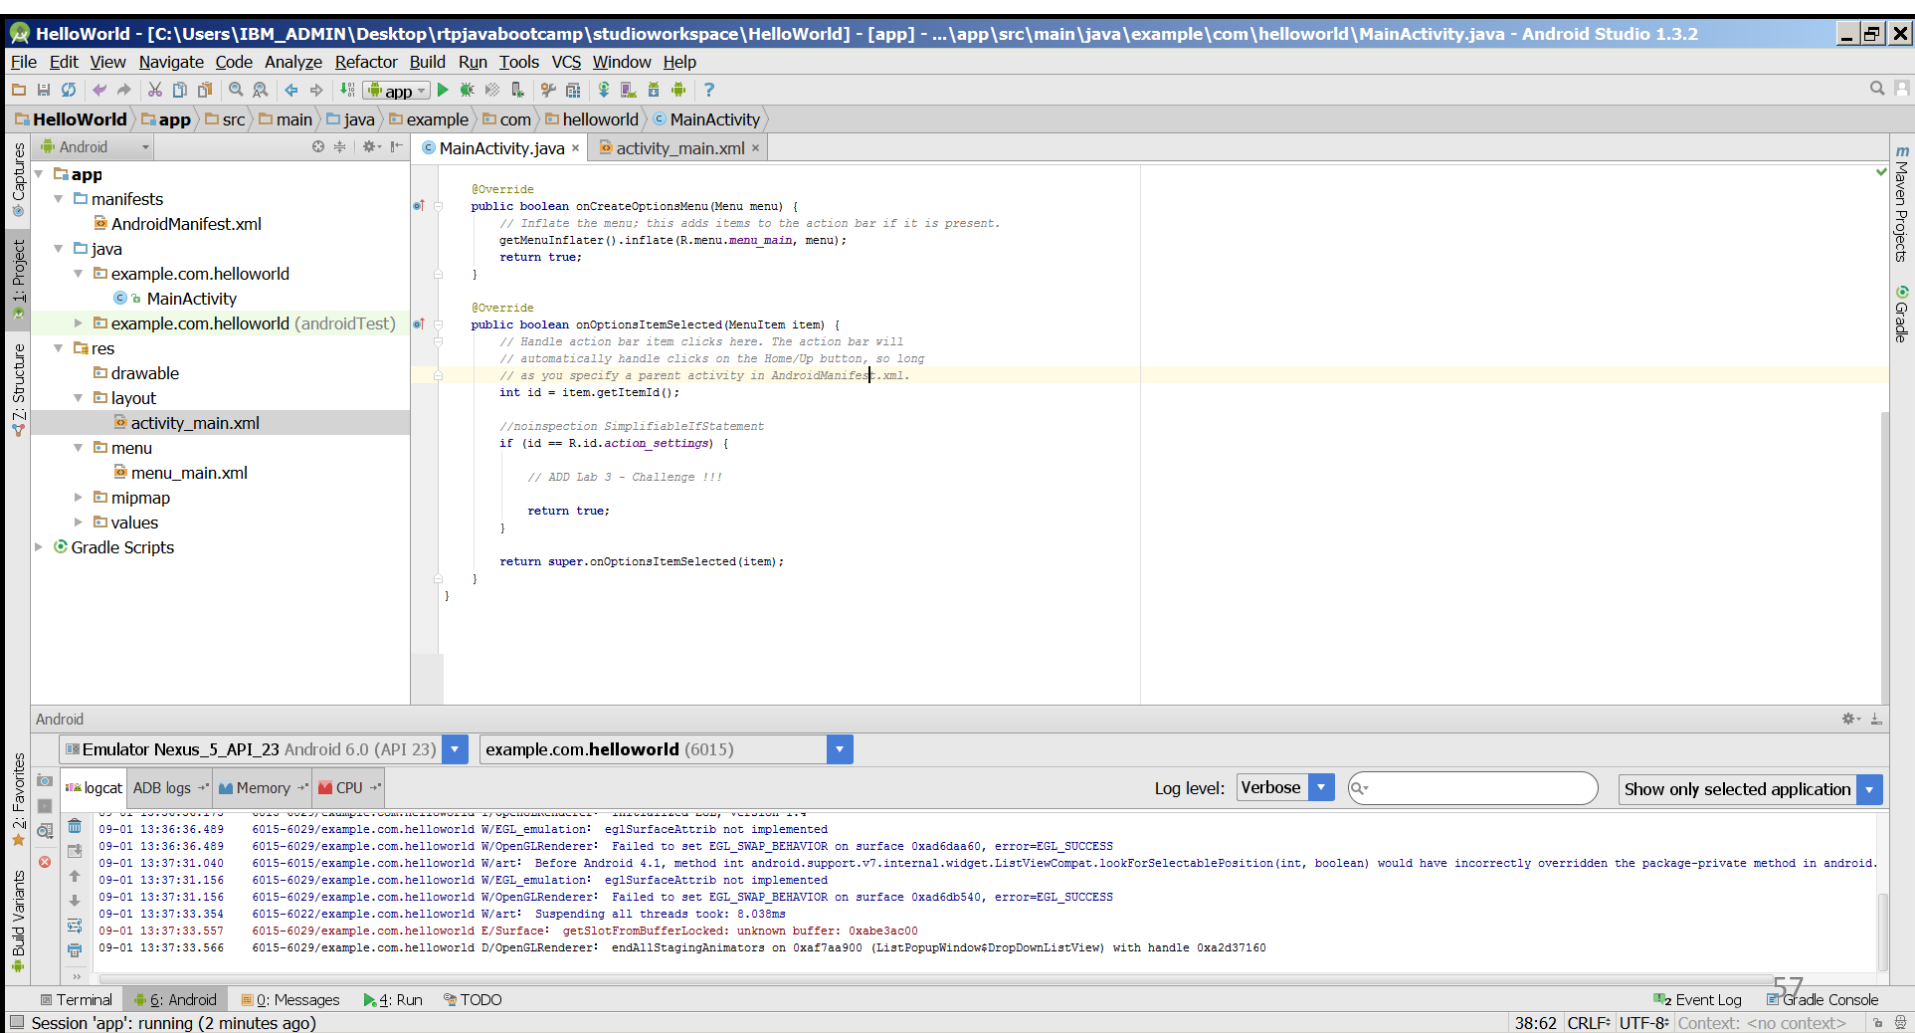 HelloWorld - [C:\Users\IBM_ADMIN\Desktop\rtpjavabootcamp\studioworkspace\HelloWorld] - [app] - ...\app\src\main\java\example\com\helloworld\MainActivity.java - Android Studio 1.3.2
File Edit View Navigate Code Analyze Refactor Build Run Tools VCS Window Help
app
HelloWorld app src main java example com helloworld MainActivity
Captures
1: Project
Z: Structure
2: Favorites
Build Variants
Android
app
manifests
AndroidManifest.xml
java
example.com.helloworld
MainActivity
example.com.helloworld (androidTest)
res
drawable
layout
activity_main.xml
menu
menu_main.xml
mipmap
values
Gradle Scripts
MainActivity.java activity_main.xml
@Override
public boolean onCreateOptionsMenu(Menu menu) {
// Inflate the menu; this adds items to the action bar if it is present.
getMenuInflater().inflate(R.menu.menu_main, menu);
return true;
}
@Override
public boolean onOptionsItemSelected(MenuItem item) {
// Handle action bar item clicks here. The action bar will
// automatically handle clicks on the Home/Up button, so long
// as you specify a parent activity in AndroidManifest.xml.
int id = item.getItemId();
//noinspection SimplifiableIfStatement
if (id == R.id.action_settings) {
// ADD Lab 3 - Challenge !!!
return true;
}
return super.onOptionsItemSelected(item);
}
}
Maven Projects
Gradle
Android
Emulator Nexus_5_API_23 Android 6.0 (API 23) example.com.helloworld (6015)
logcat ADB logs Memory CPU Log level: Verbose Show only selected application
09-01 13:36:36.489 6015-6029/example.com.helloworld W/EGL_emulation: eglSurfaceAttrib not implemented
09-01 13:36:36.489 6015-6029/example.com.helloworld W/OpenGLRenderer: Failed to set EGL_SWAP_BEHAVIOR on surface 0xad6daa60, error=EGL_SUCCESS
09-01 13:37:31.040 6015-6015/example.com.helloworld W/art: Before Android 4.1, method int android.support.v7.internal.widget.ListViewCompat.lookForSelectablePosition(int, boolean) would have incorrectly overridden the package-private method in android.
09-01 13:37:31.156 6015-6029/example.com.helloworld W/EGL_emulation: eglSurfaceAttrib not implemented
09-01 13:37:31.156 6015-6029/example.com.helloworld W/OpenGLRenderer: Failed to set EGL_SWAP_BEHAVIOR on surface 0xad6db540, error=EGL_SUCCESS
09-01 13:37:33.354 6015-6022/example.com.helloworld W/art: Suspending all threads took: 8.038ms
09-01 13:37:33.557 6015-6029/example.com.helloworld E/Surface: getSlotFromBufferLocked: unknown buffer: 0xabe3ac00
09-01 13:37:33.566 6015-6029/example.com.helloworld D/OpenGLRenderer: endAllStagingAnimators on 0xaf7aa900 (ListPopupWindow$DropDownListView) with handle 0xa2d37160
57
Terminal 6: Android 0: Messages 4: Run TODO 2 Event Log Gradle Console
Session 'app': running (2 minutes ago) 38:62 CRLF UTF-8 Context: <no context>